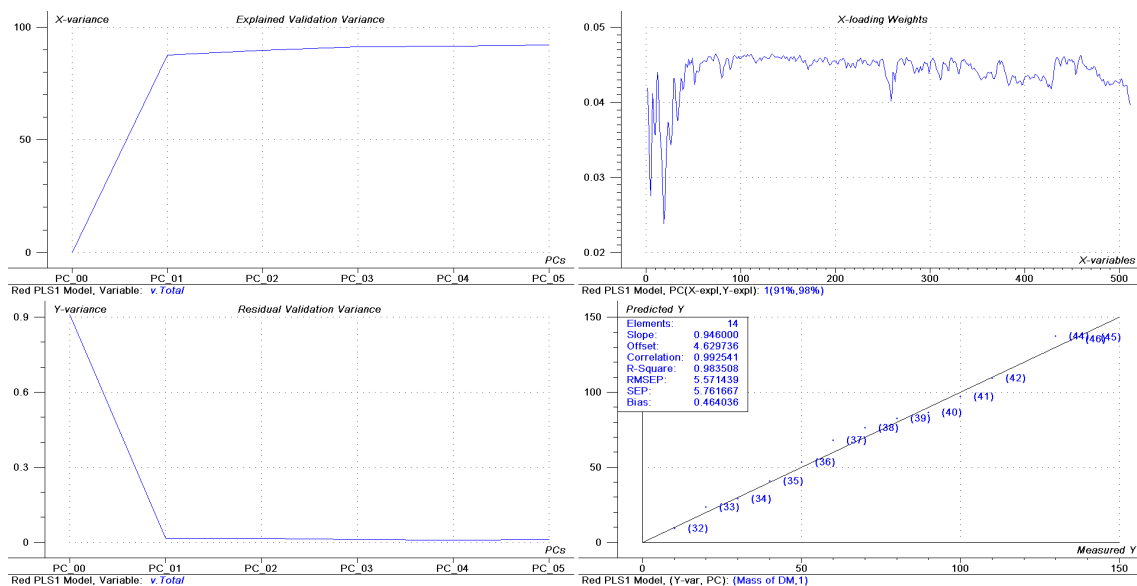 X-variance Explained Validation Variance
100
50
0
PCs
PC_00 PC_01 PC_02 PC_03 PC_04 PC_05
Red PLS1 Model, Variable: v.Total
X-loading Weights
0.05
0.04
0.03
0.02
X-variables
0 100 200 300 400 500
Red PLS1 Model, PC(X-expl,Y-expl): 1(91%,98%)
Y-variance Residual Validation Variance
0.9
0.6
0.3
0
PCs
PC_00 PC_01 PC_02 PC_03 PC_04 PC_05
Red PLS1 Model, Variable: v.Total
Predicted Y
150
100
50
0
Elements: 14
Slope: 0.946000
Offset: 4.629736
Correlation: 0.992541
R-Square: 0.983508
RMSEP: 5.571439
SEP: 5.761667
Bias: 0.464036
(44) (46) (45)
(42)
(41)
(40)
(39)
(38)
(37)
(36)
(35)
(34)
(33)
(32)
Measured Y
0 50 100 150
Red PLS1 Model, (Y-var, PC): (Mass of DM,1)